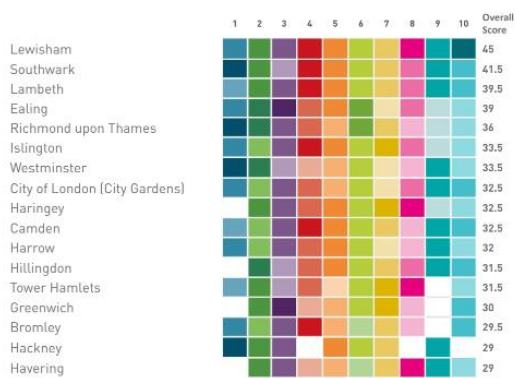 1 2 3 4 5 6 7 8 9 10 Overall Score
Lewisham 45
Southwark 41.5
Lambeth 39.5
Ealing 39
Richmond upon Thames 36
Islington 33.5
Westminster 33.5
City of London (City Gardens) 32.5
Haringey 32.5
Camden 32.5
Harrow 32
Hillingdon 31.5
Tower Hamlets 31.5
Greenwich 30
Bromley 29.5
Hackney 29
Havering 29